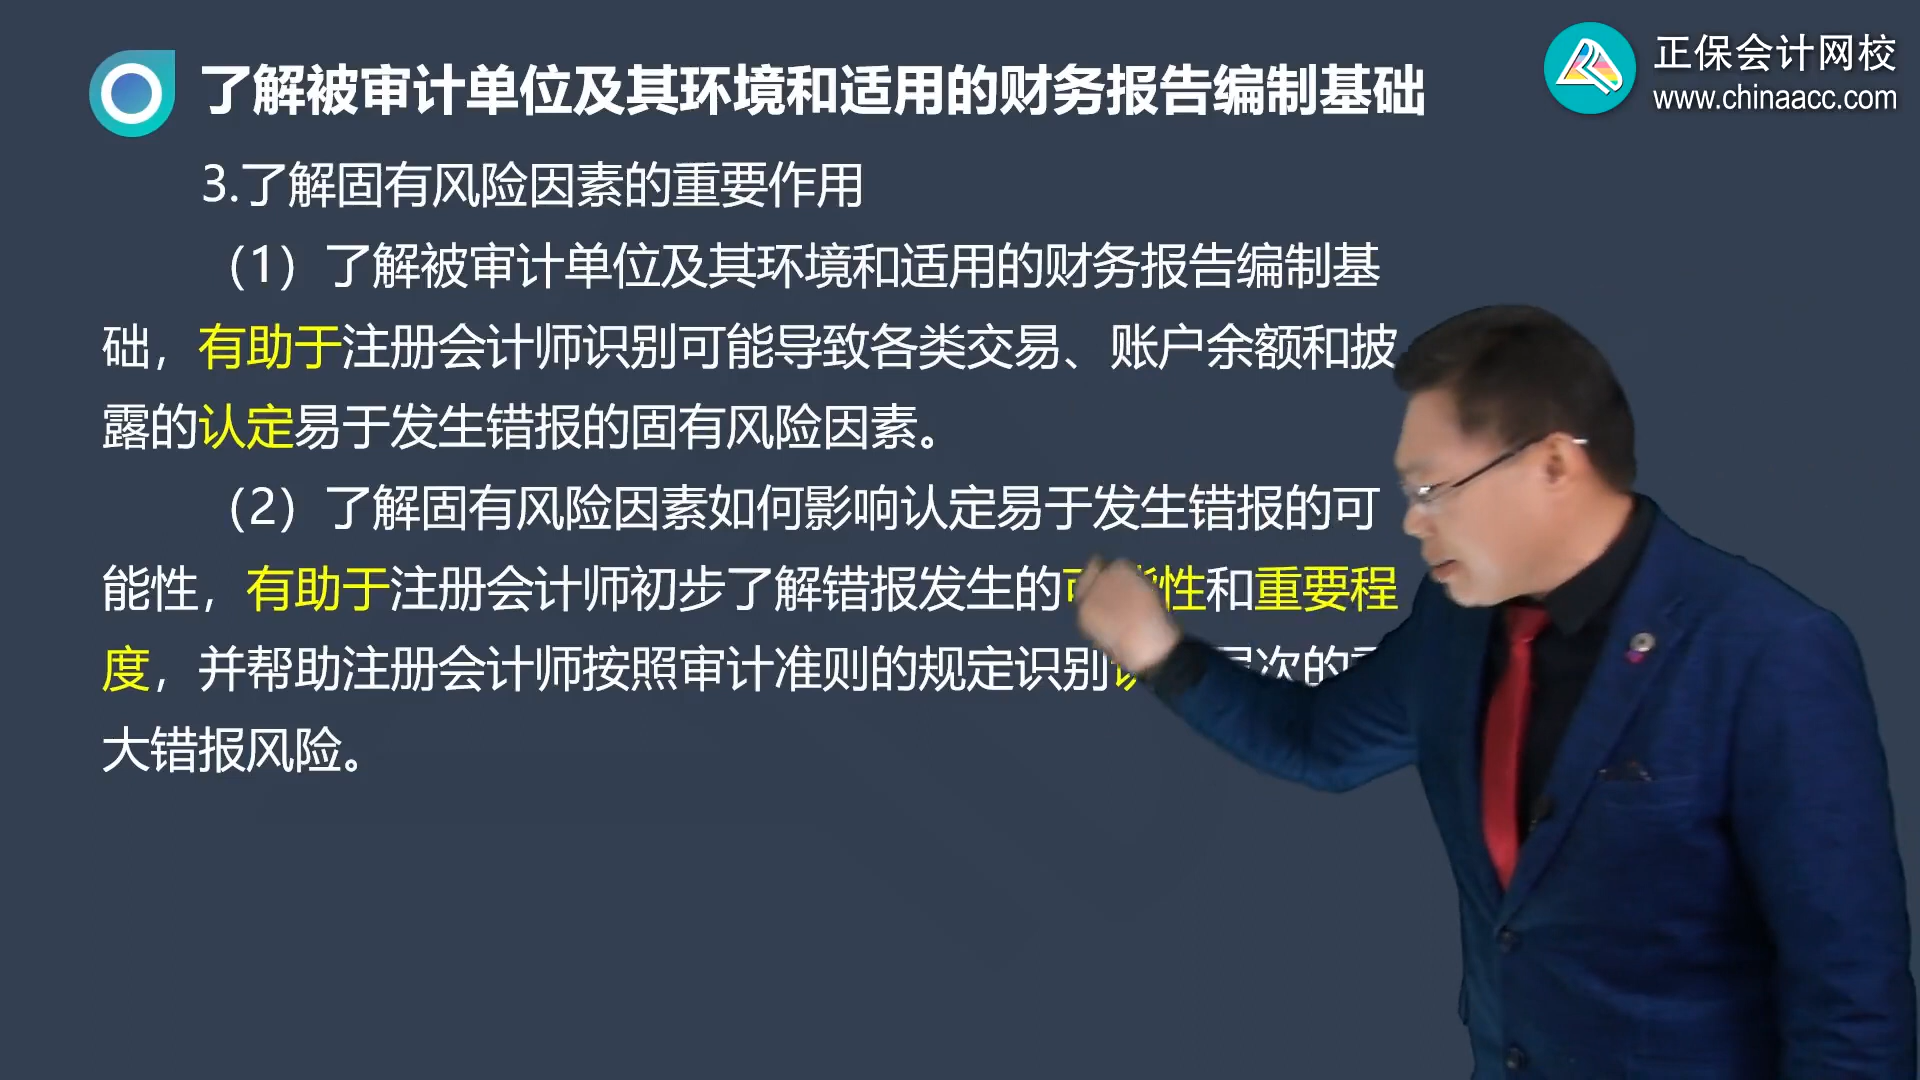 了解被审计单位及其环境和适用的财务报告编制基础
正保会计网校
www.chinaacc.com
3.了解固有风险因素的重要作用
（1）了解被审计单位及其环境和适用的财务报告编制基
础，有助于注册会计师识别可能导致各类交易、账户余额和披
露的认定易于发生错报的固有风险因素。
（2）了解固有风险因素如何影响认定易于发生错报的可
能性，有助于注册会计师初步了解错报发生的可能性和重要程
度，并帮助注册会计师按照审计准则的规定识别层次的
大错报风险。